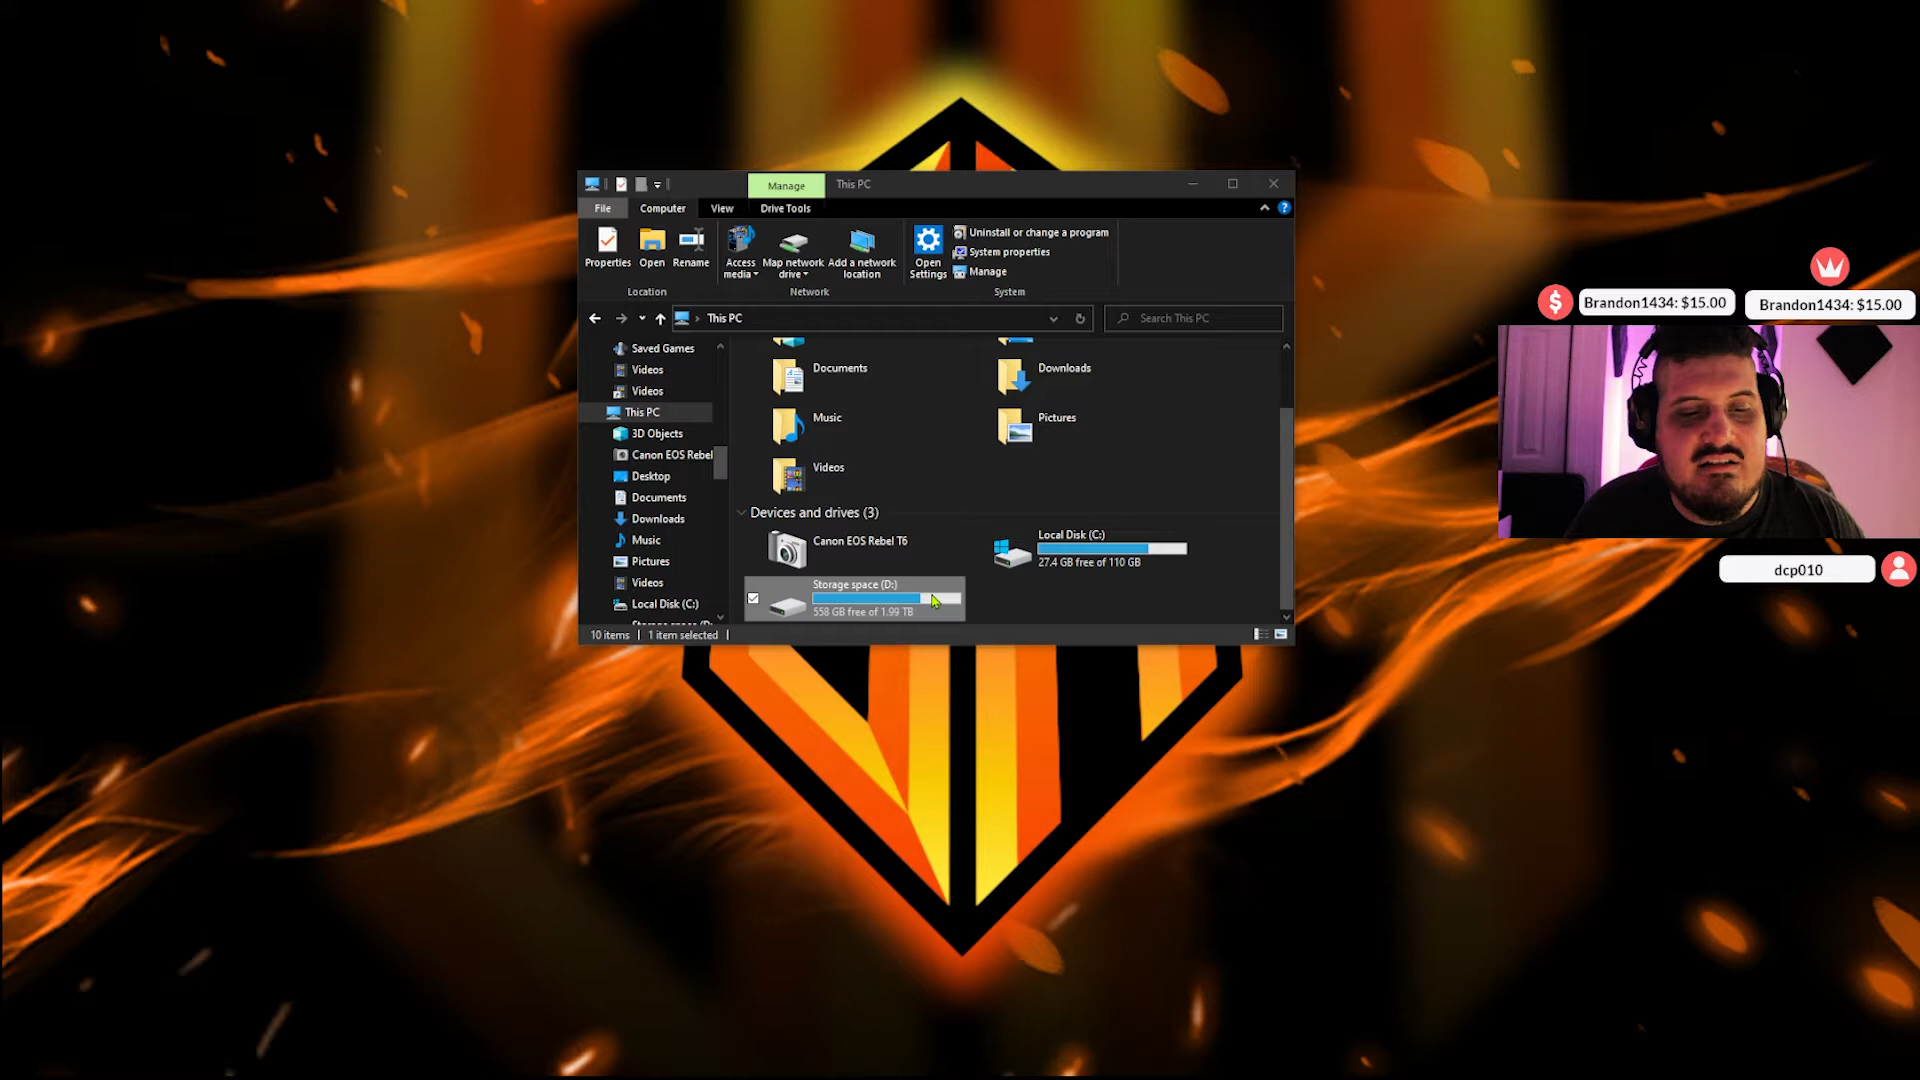 Manage
This PC
File
Computer
View
Drive Tools
Properties
Open
Rename
Access media
Map network drive
Add a network location
Open Settings
Uninstall or change a program
System properties
Manage
Location
Network
System
This PC
Search This PC
Saved Games
Videos
Videos
This PC
3D Objects
Canon EOS Rebel
Desktop
Documents
Downloads
Music
Pictures
Videos
Local Disk (C:)
Documents
Downloads
Music
Pictures
Videos
Devices and drives (3)
Canon EOS Rebel T6
Local Disk (C:)
27.4 GB free of 110 GB
Storage space (D:)
558 GB free of 1.99 TB
10 items
1 item selected
Brandon1434: $15.00
Brandon1434: $15.00
dcp010